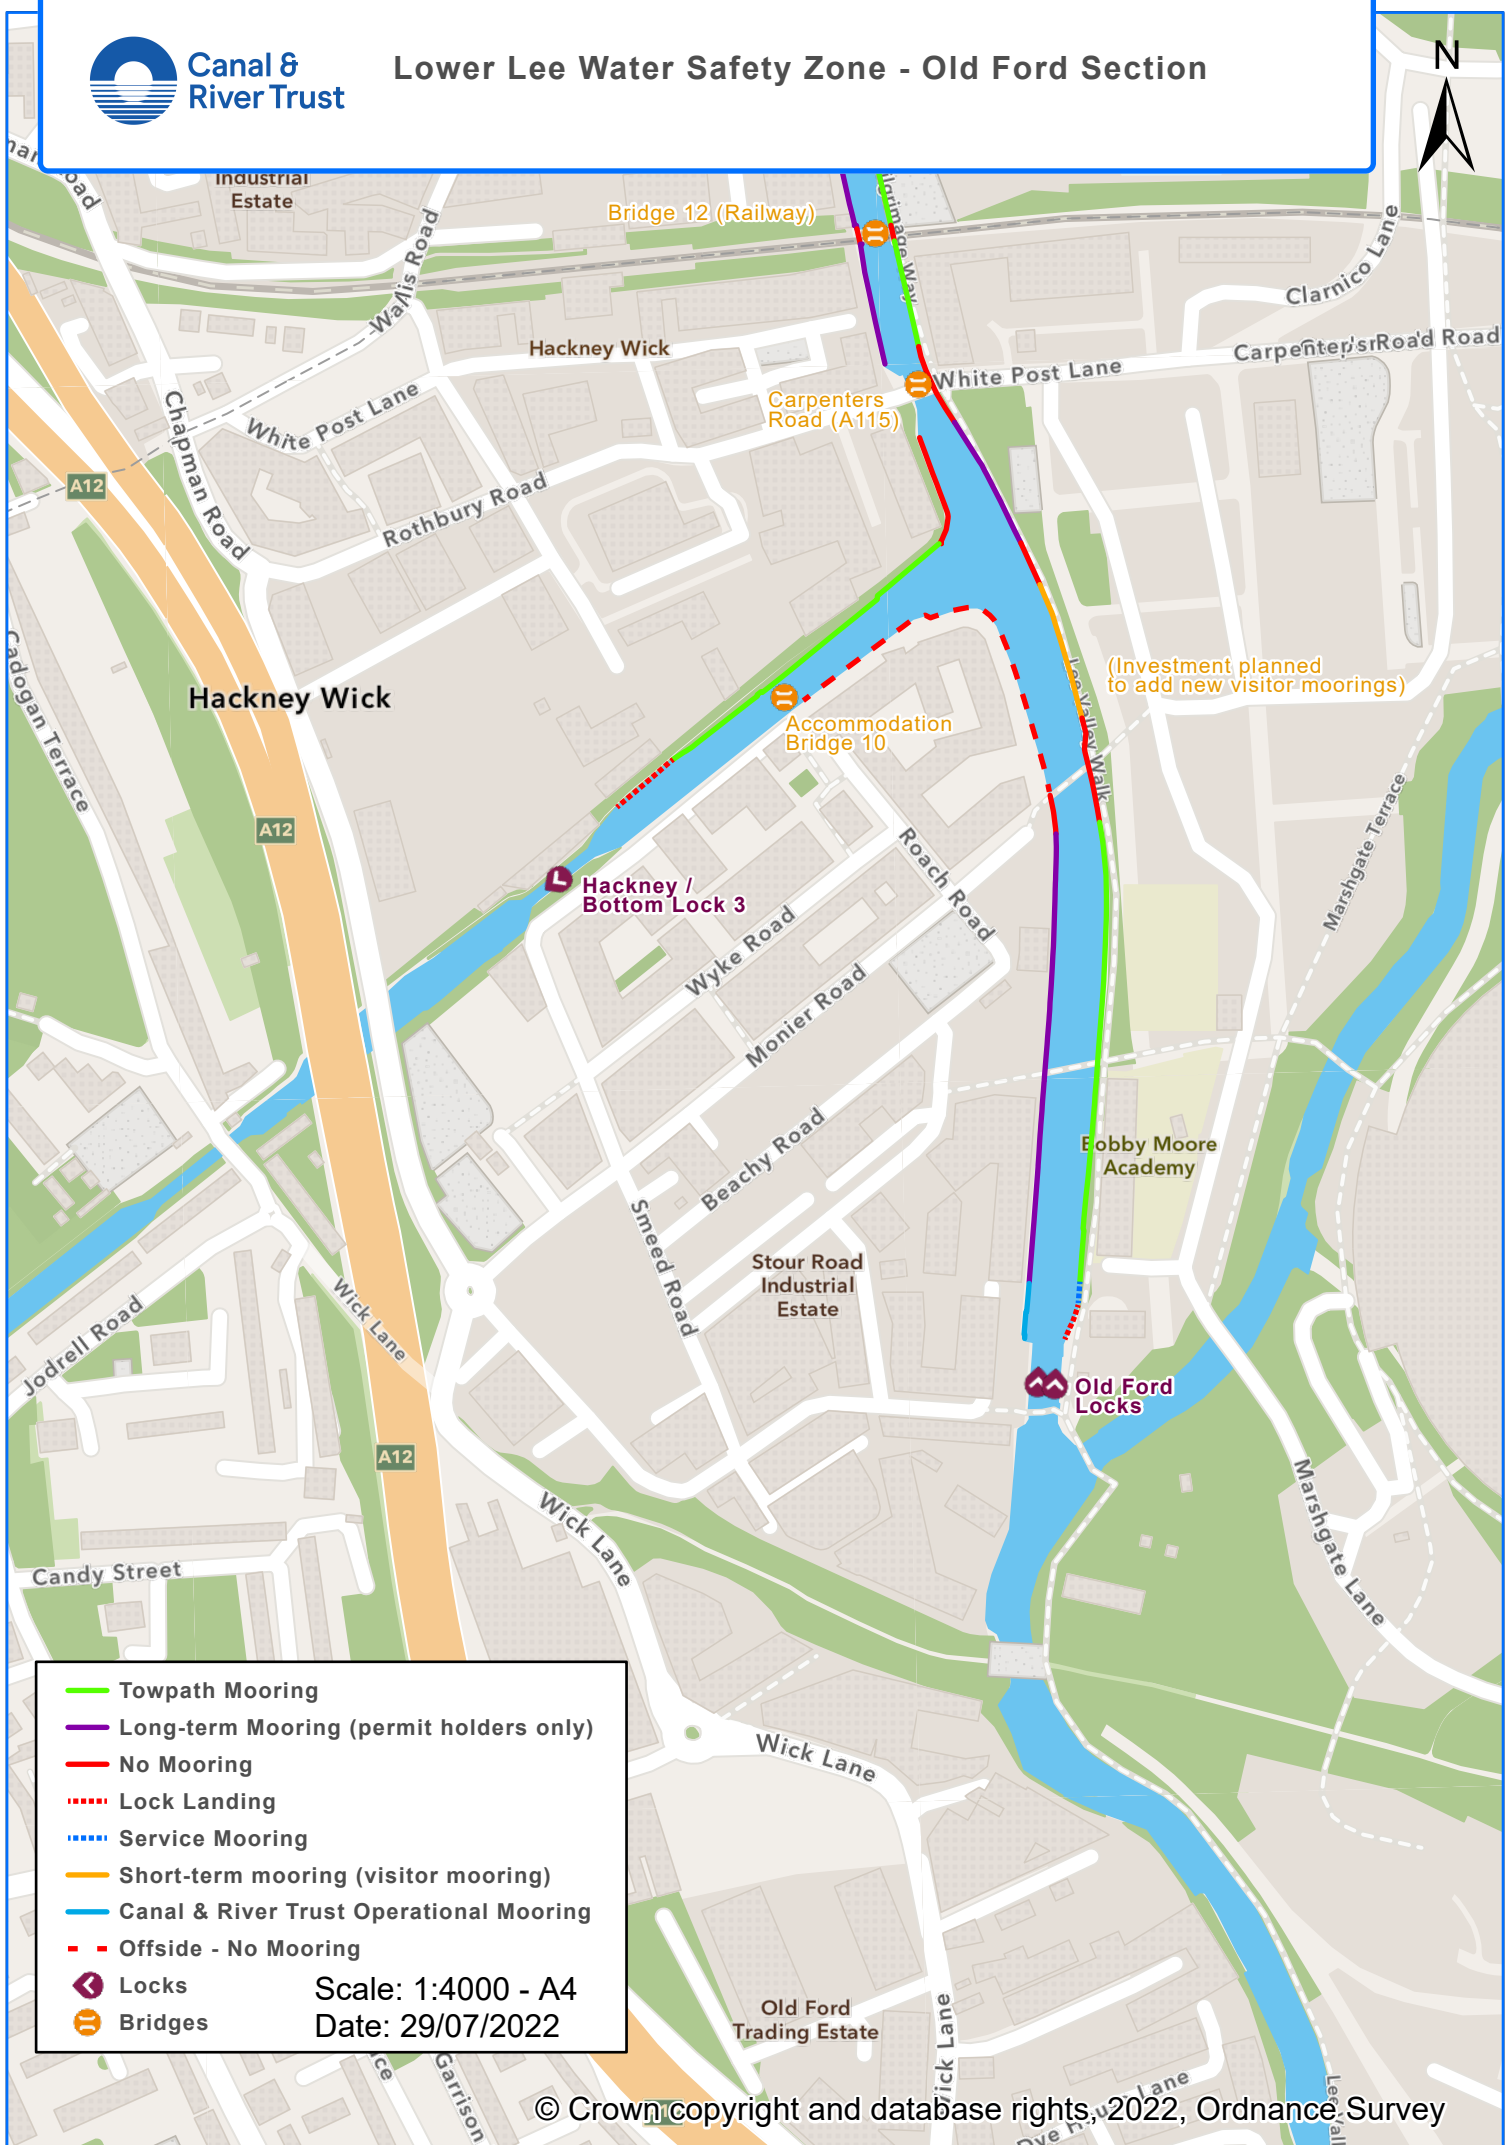 Canal &
River Trust
Lower Lee Water Safety Zone - Old Ford Section
N
Industrial
Estate
Bridge 12 (Railway)
Wallis Road
Clarnico Lane
Hackney Wick
White Post Lane
Carpenters
Road (A115)
White Post Lane
Chapman Road
A12
Rothbury Road
Cadogan Terrace
Hackney Wick
(Investment planned
to add new visitor moorings)
Lee Valley Walk
Accommodation
Bridge 10
A12
Roach Road
Marshgate Terrace
Hackney /
Bottom Lock 3
Wyke Road
Monier Road
Beachy Road
Bobby Moore
Academy
Smeed Road
Stour Road
Industrial
Estate
Wick Lane
Jodrell Road
Old Ford
Locks
A12
Marshgate Lane
Wick Lane
Candy Street
Wick Lane
Towpath Mooring
Long-term Mooring (permit holders only)
No Mooring
Lock Landing
Service Mooring
Short-term mooring (visitor mooring)
Canal & River Trust Operational Mooring
Offside - No Mooring
Locks
Bridges
Scale: 1:4000 - A4
Date: 29/07/2022
Old Ford
Trading Estate
Wick Lane
Garrison
© Crown copyright and database rights, 2022, Ordnance Survey